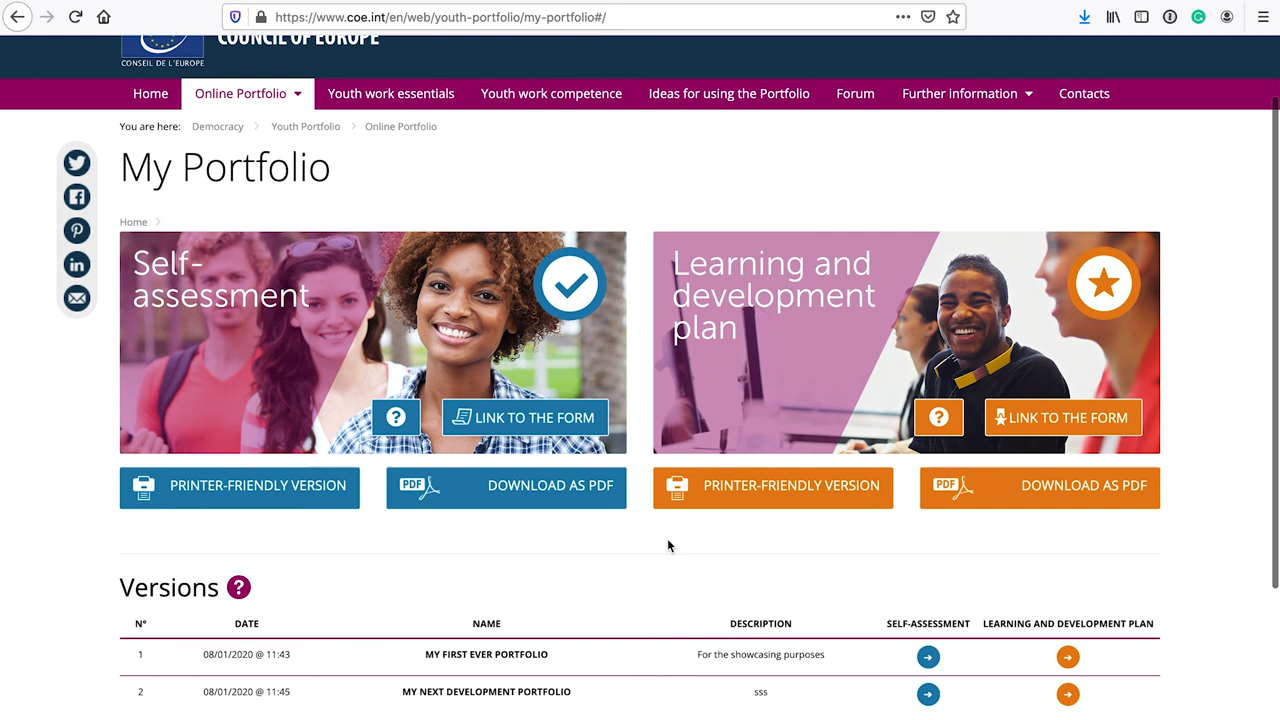 https://www.coe.int/en/web/youth-portfolio/my-portfolio#/
COUNCIL OF EUROPE
CONSEIL DE L'EUROPE
Home Online Portfolio Youth work essentials Youth work competence Ideas for using the Portfolio Forum Further information Contacts
You are here: Democracy Youth Portfolio Online Portfolio
My Portfolio
Home
Self-
assessment
? LINK TO THE FORM
PRINTER-FRIENDLY VERSION PDF DOWNLOAD AS PDF
Learning and
development
plan
? LINK TO THE FORM
PRINTER-FRIENDLY VERSION PDF DOWNLOAD AS PDF
Versions ?
N° DATE NAME DESCRIPTION SELF-ASSESSMENT LEARNING AND DEVELOPMENT PLAN
1 08/01/2020 @ 11:43 MY FIRST EVER PORTFOLIO For the showcasing purposes
2 08/01/2020 @ 11:45 MY NEXT DEVELOPMENT PORTFOLIO sss